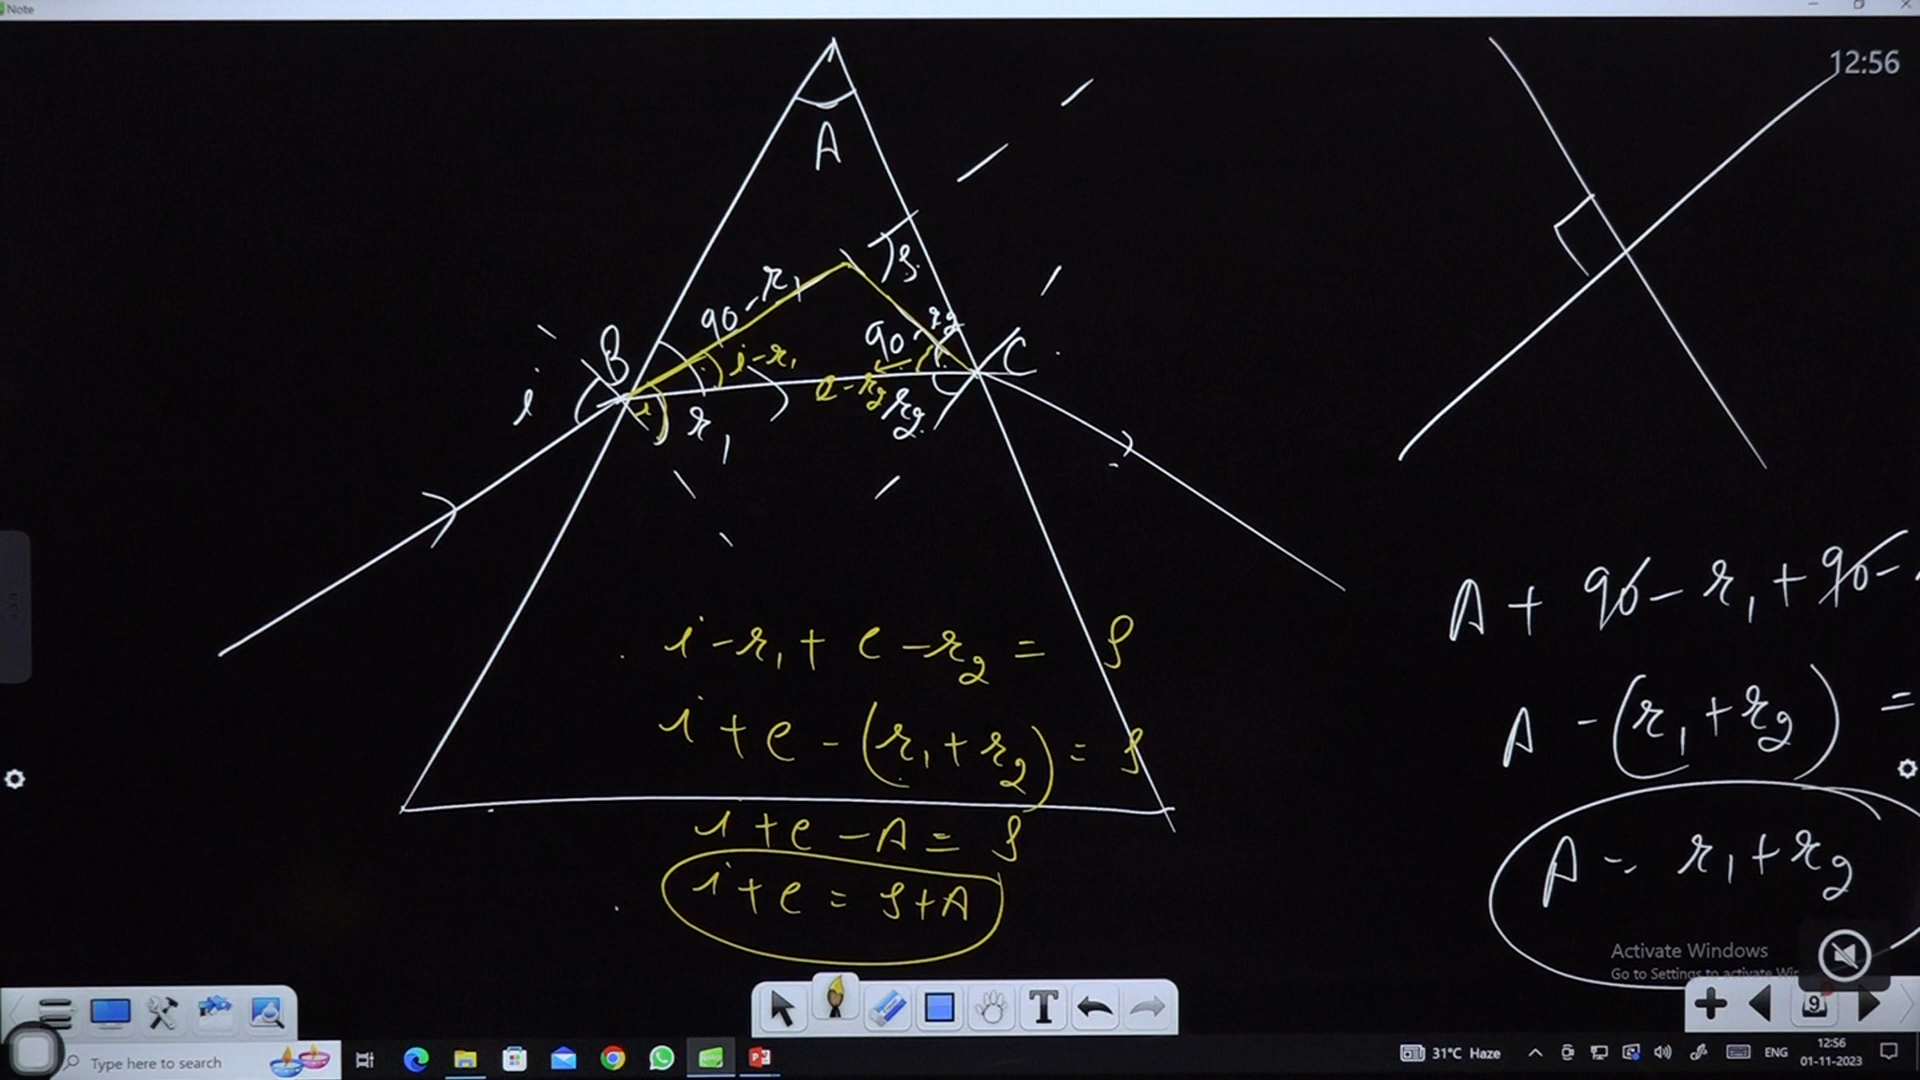 Note
12:56
A
δ
90-r₁
90-r₂
B
C
i-r₁
i
e-r₂
i
r₁
r₂
A + 90 - r₁ + 90 -
i - r₁ + e - r₂ = δ
A - (r₁ + r₂) =
i + e - (r₁ + r₂) = δ
i + e - A = δ
A = r₁ + r₂
i + e = δ + A
Activate Windows
Go to Settings to activate Wi
9
T
Type here to search
31°C Haze
ENG
12:56
01-11-2023